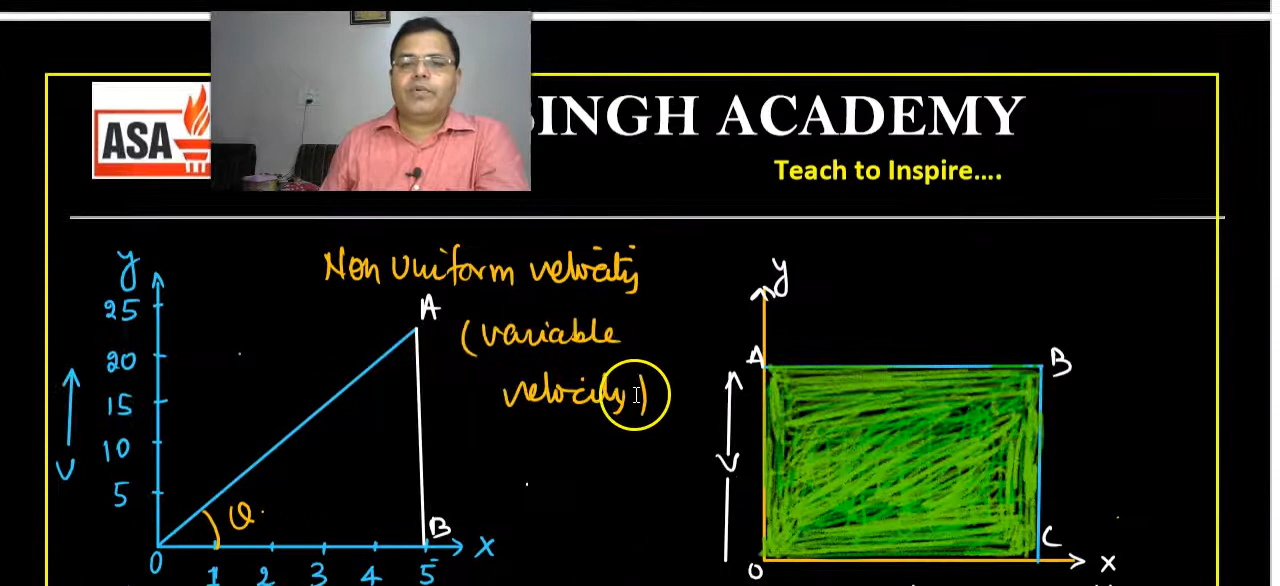 ASA
SINGH ACADEMY
Teach to Inspire....
Non Uniform velocity
(variable
velocity)
y
25
20
15
10
5
0
1 2 3 4 5
x
A
B
θ
V
y
A
B
C
0
x